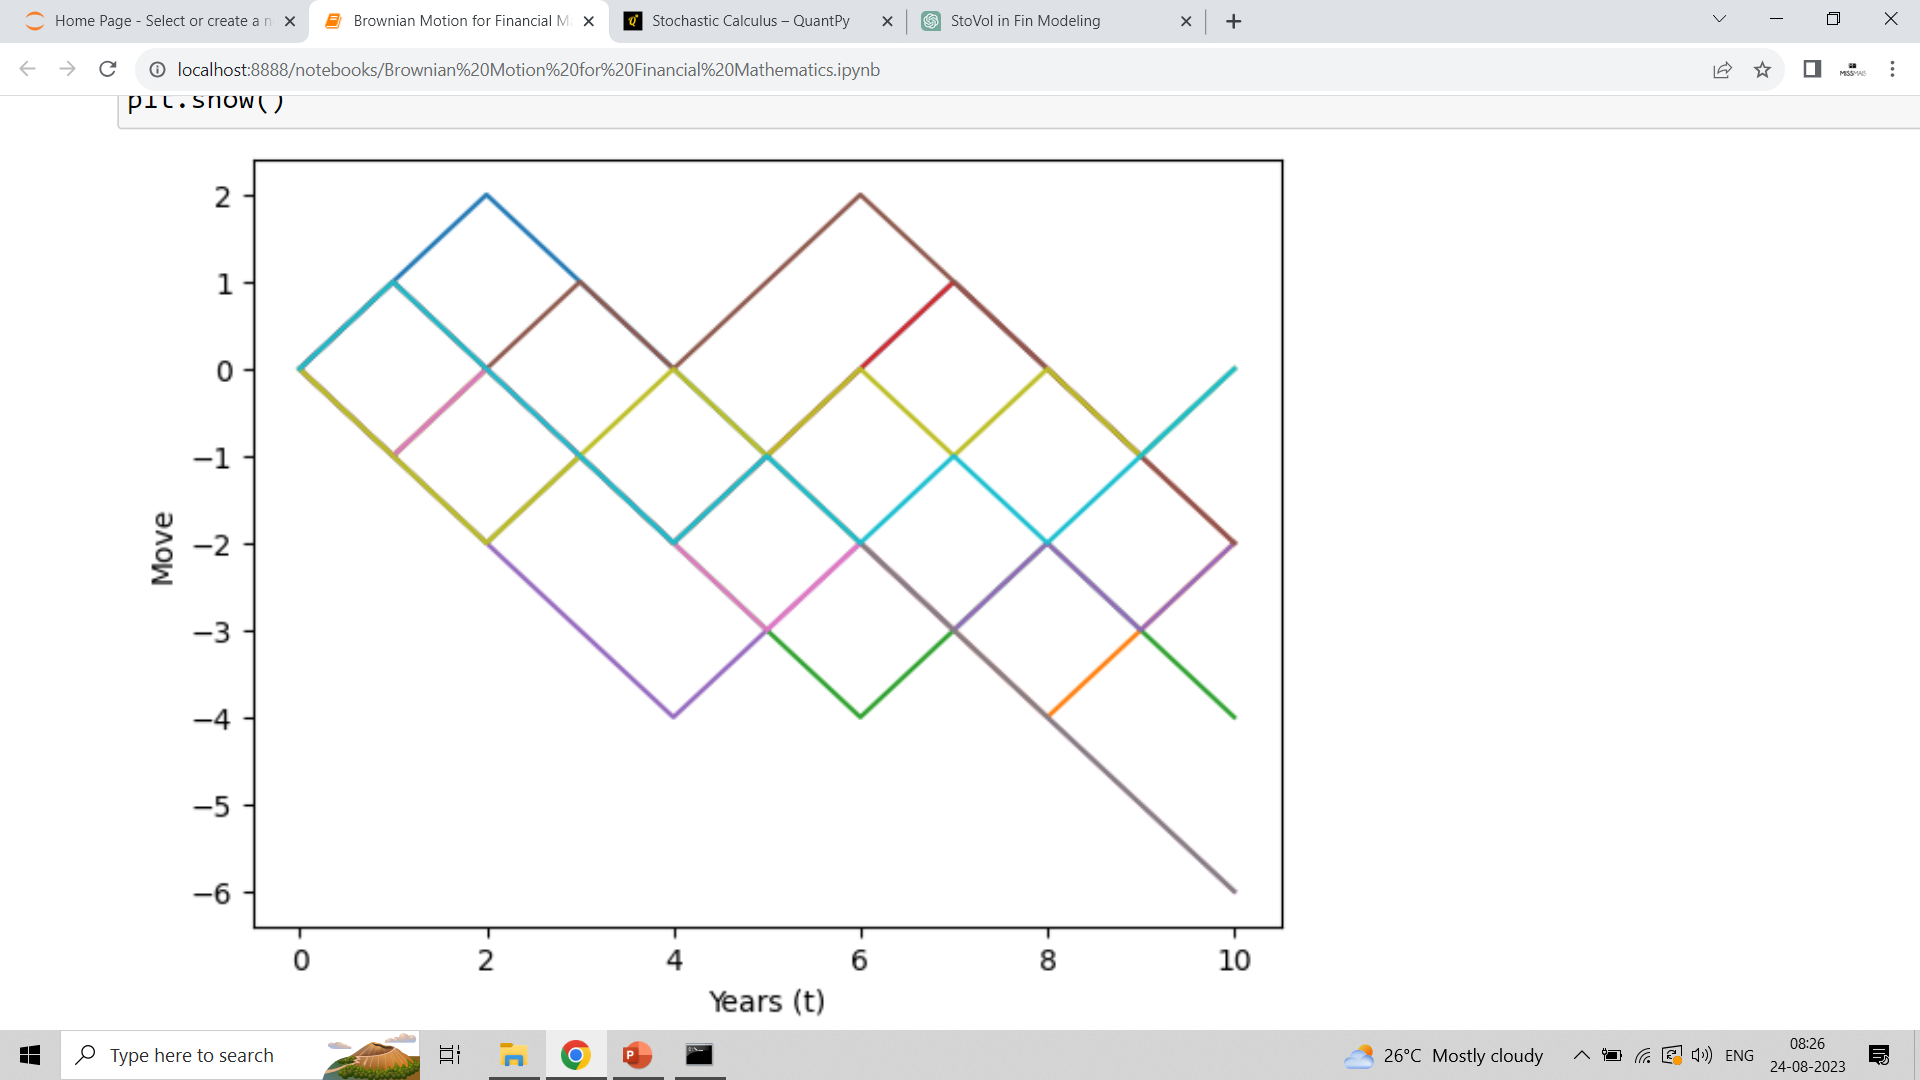 Home Page - Select or create a n
Brownian Motion for Financial M
Stochastic Calculus – QuantPy
StoVol in Fin Modeling
localhost:8888/notebooks/Brownian%20Motion%20for%20Financial%20Mathematics.ipynb
MISSMAIS
plt.show()
2
1
0
−1
−2
−3
−4
−5
−6
Move
0 2 4 6 8 10
Years (t)
Type here to search
26°C Mostly cloudy
ENG
08:26
24-08-2023